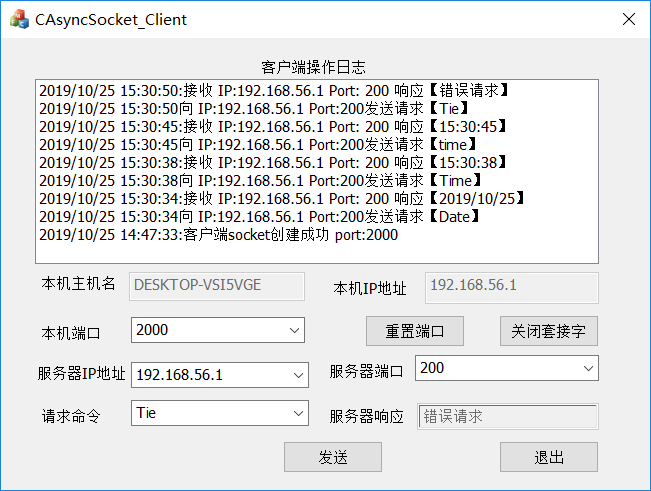 CAsyncSocket_Client
客户端操作日志
2019/10/25 15:30:50:接收 IP:192.168.56.1 Port: 200 响应【错误请求】
2019/10/25 15:30:50向 IP:192.168.56.1 Port:200发送请求【Tie】
2019/10/25 15:30:45:接收 IP:192.168.56.1 Port: 200 响应【15:30:45】
2019/10/25 15:30:45向 IP:192.168.56.1 Port:200发送请求【time】
2019/10/25 15:30:38:接收 IP:192.168.56.1 Port: 200 响应【15:30:38】
2019/10/25 15:30:38向 IP:192.168.56.1 Port:200发送请求【Time】
2019/10/25 15:30:34:接收 IP:192.168.56.1 Port: 200 响应【2019/10/25】
2019/10/25 15:30:34向 IP:192.168.56.1 Port:200发送请求【Date】
2019/10/25 14:47:33:客户端socket创建成功 port:2000
本机主机名 DESKTOP-VSI5VGE 本机IP地址 192.168.56.1
本机端口 2000 重置端口 关闭套接字
服务器IP地址 192.168.56.1 服务器端口 200
请求命令 Tie 服务器响应 错误请求
发送 退出